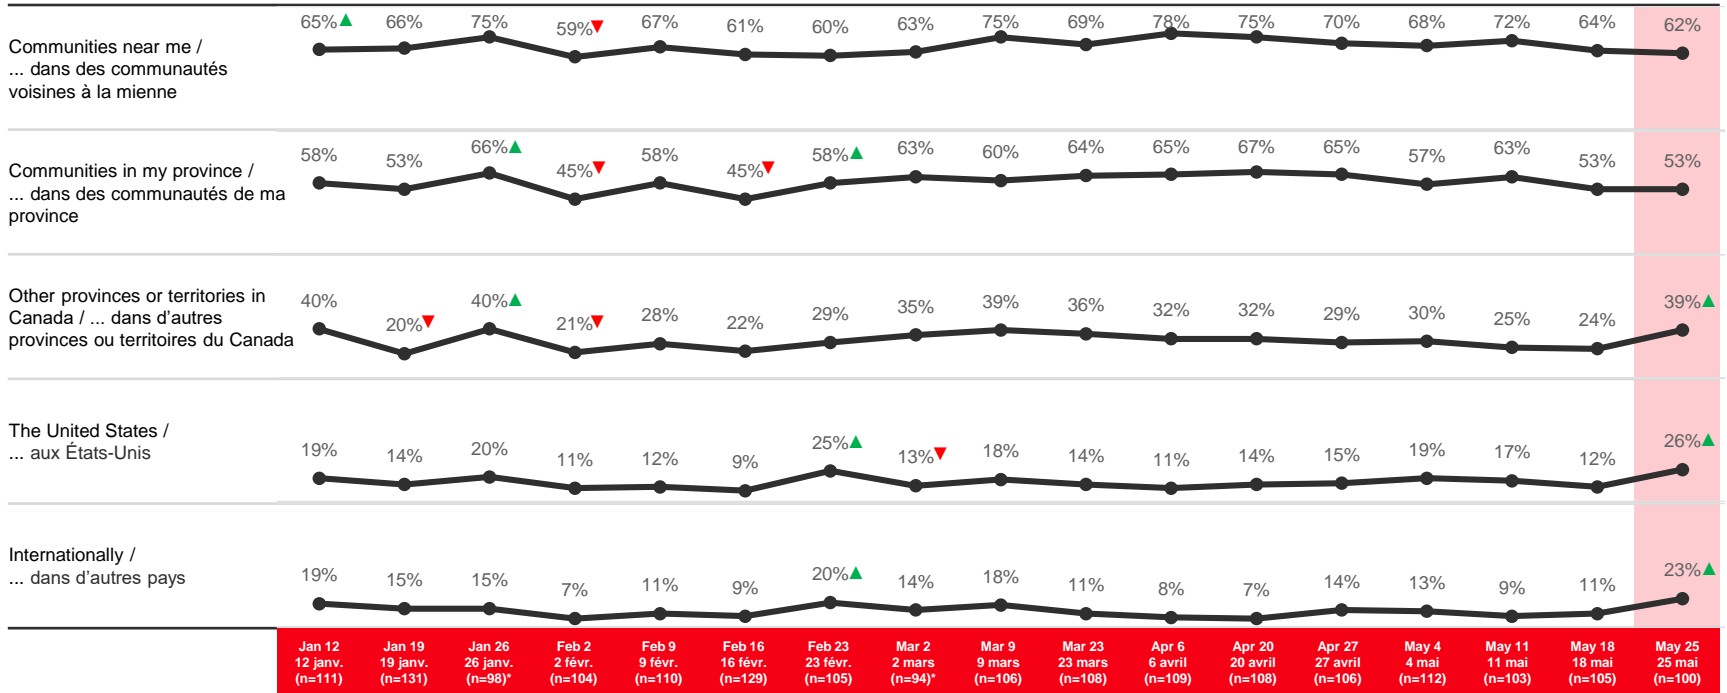 65%▲ 66% 75% 59%▼ 67% 61% 60% 63% 75% 69% 78% 75% 70% 68% 72% 64% 62%
Communities near me /
... dans des communautés
voisines à la mienne
58% 53% 66%▲ 45%▼ 58% 45%▼ 58%▲ 63% 60% 64% 65% 67% 65% 57% 63% 53% 53%
Communities in my province /
... dans des communautés de ma
province
40% 20%▼ 40%▲ 21%▼ 28% 22% 29% 35% 39% 36% 32% 32% 29% 30% 25% 24% 39%▲
Other provinces or territories in
Canada / ... dans d'autres
provinces ou territoires du Canada
19% 14% 20% 11% 12% 9% 25%▲ 13%▼ 18% 14% 11% 14% 15% 19% 17% 12% 26%▲
The United States /
... aux États-Unis
19% 15% 15% 7% 11% 9% 20%▲ 14% 18% 11% 8% 7% 14% 13% 9% 11% 23%▲
Internationally /
... dans d'autres pays
Jan 12 Jan 19 Jan 26 Feb 2 Feb 9 Feb 16 Feb 23 Mar 2 Mar 9 Mar 23 Apr 6 Apr 20 Apr 27 May 4 May 11 May 18 May 25
12 janv. 19 janv. 26 janv. 2 févr. 9 févr. 16 févr. 23 févr. 2 mars 9 mars 23 mars 6 avril 20 avril 27 avril 4 mai 11 mai 18 mai 25 mai
(n=111) (n=131) (n=98)* (n=104) (n=110) (n=129) (n=105) (n=94)* (n=106) (n=108) (n=109) (n=108) (n=106) (n=112) (n=103) (n=105) (n=100)